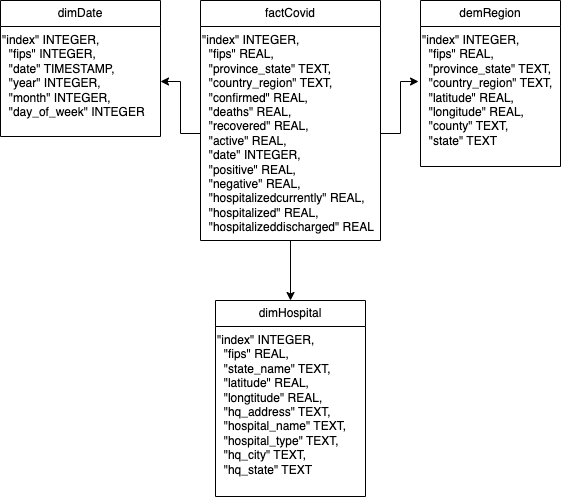 dimDate
"index" INTEGER,
"fips" INTEGER,
"date" TIMESTAMP,
"year" INTEGER,
"month" INTEGER,
"day_of_week" INTEGER
factCovid
"index" INTEGER,
"fips" REAL,
"province_state" TEXT,
"country_region" TEXT,
"confirmed" REAL,
"deaths" REAL,
"recovered" REAL,
"active" REAL,
"date" INTEGER,
"positive" REAL,
"negative" REAL,
"hospitalizedcurrently" REAL,
"hospitalized" REAL,
"hospitalizeddischarged" REAL
demRegion
"index" INTEGER,
"fips" REAL,
"province_state" TEXT,
"country_region" TEXT,
"latitude" REAL,
"longitude" REAL,
"county" TEXT,
"state" TEXT
dimHospital
"index" INTEGER,
"fips" REAL,
"state_name" TEXT,
"latitude" REAL,
"longtitude" REAL,
"hq_address" TEXT,
"hospital_name" TEXT,
"hospital_type" TEXT,
"hq_city" TEXT,
"hq_state" TEXT